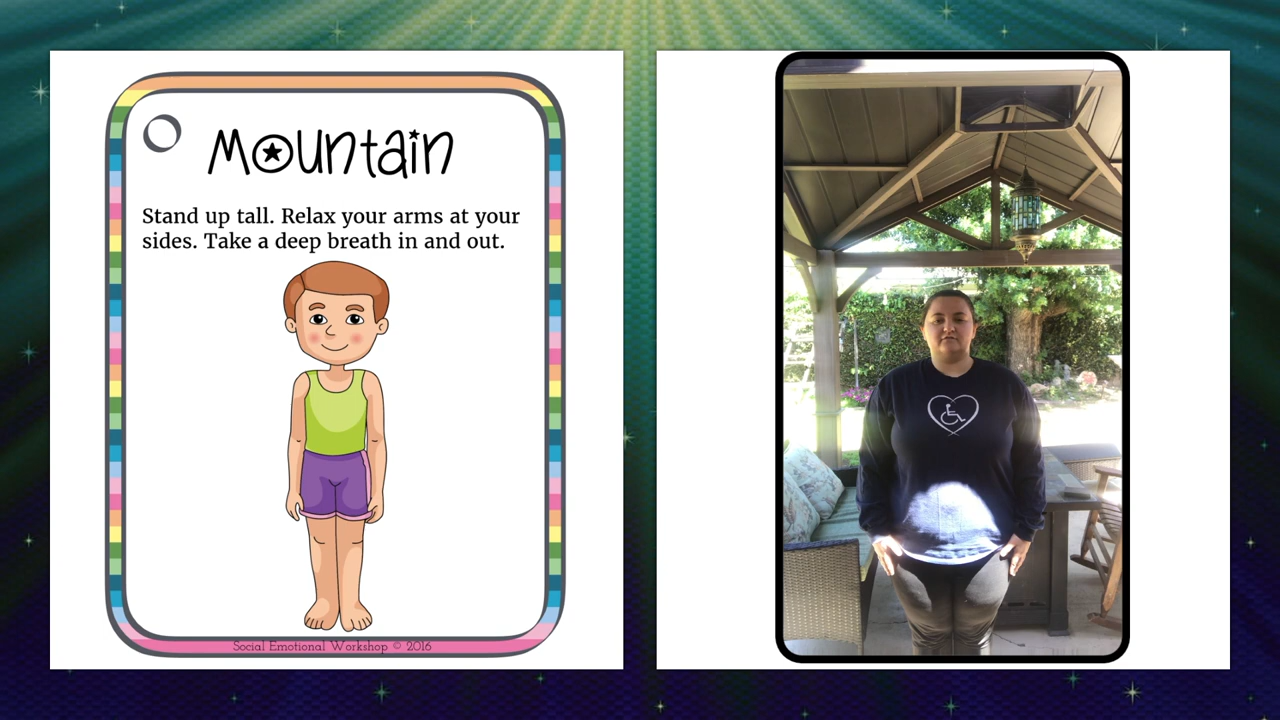 Mountain
Stand up tall. Relax your arms at your
sides. Take a deep breath in and out.
Social Emotional Workshop © 2016